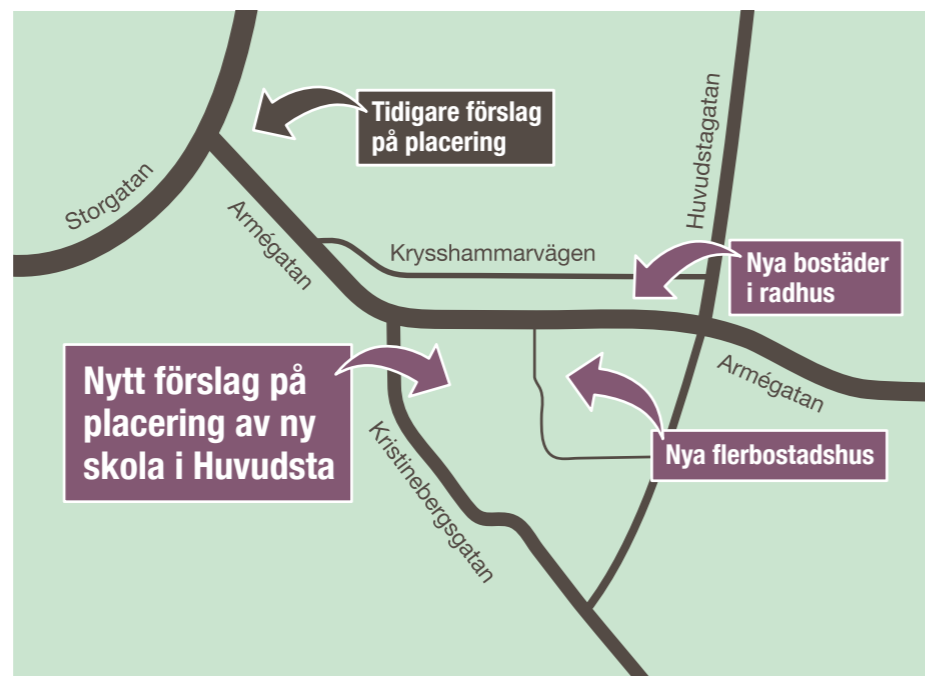 Tidigare förslag
på placering
Huvudstagatan
Storgatan
Armégatan
Krysshammarvägen
Nya bostäder
i radhus
Nytt förslag på
placering av ny
skola i Huvudsta
Armégatan
Kristinebergsgatan
Nya flerbostadshus